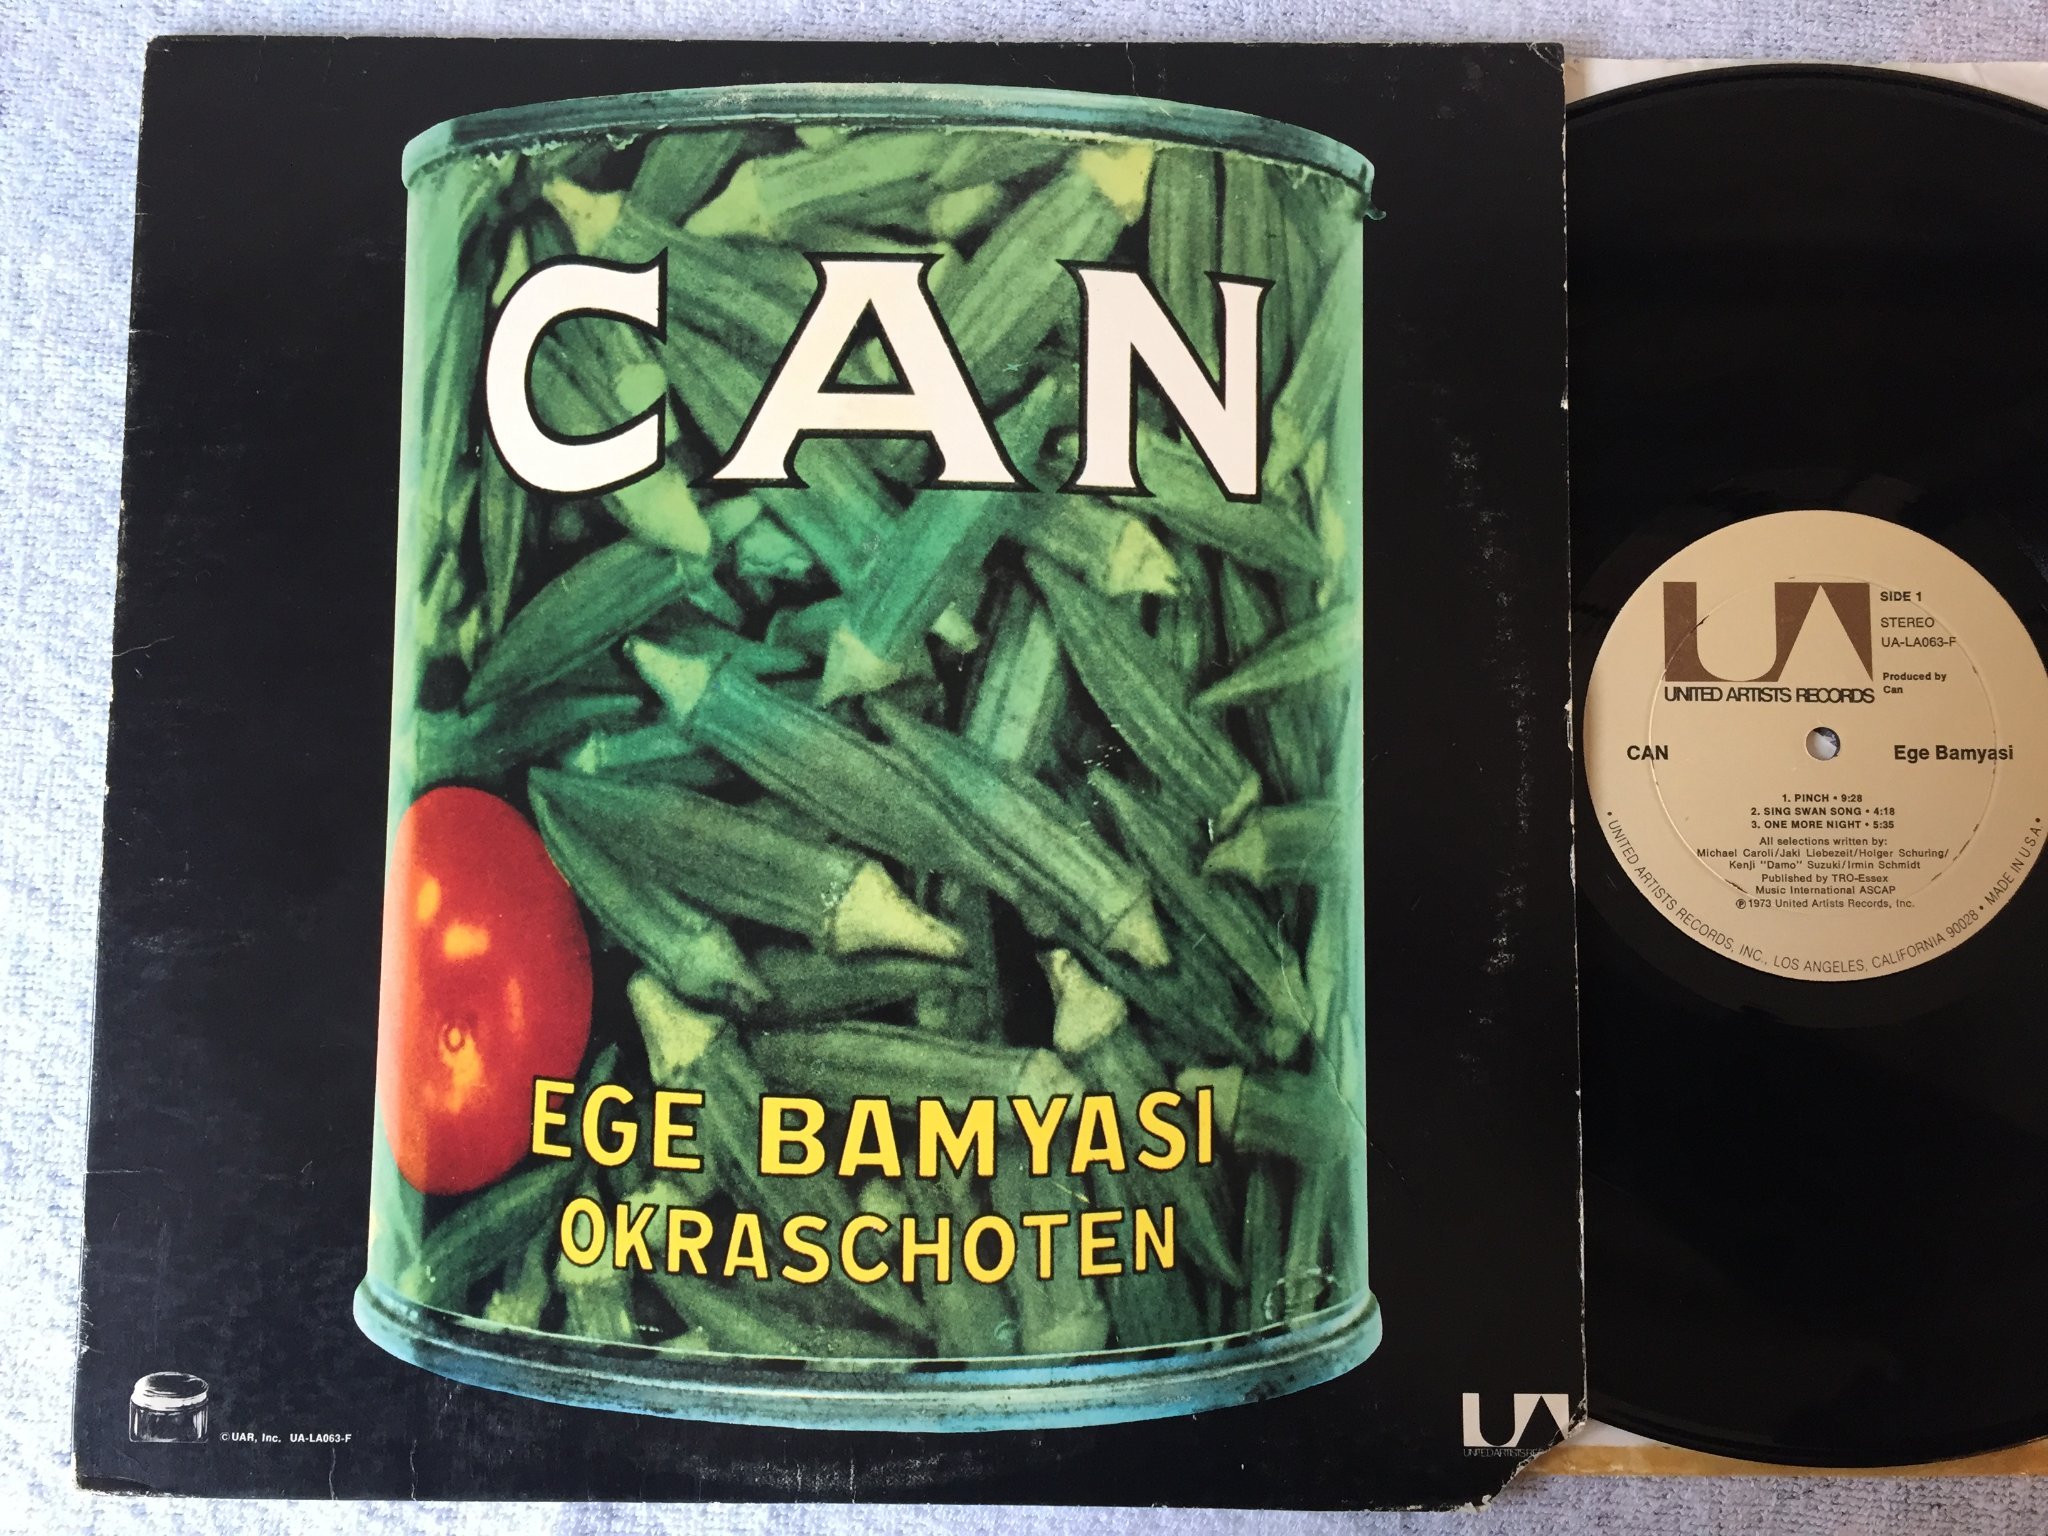 CAN
EGE BAMYASI
OKRASCHOTEN
© UAR, Inc. UA-LA063-F
UA
UNITED ARTISTS REC
UA
UNITED ARTISTS RECORDS
SIDE 1
STEREO
UA-LA063-F
Produced by
Can
CAN
Ege Bamyasi
1. PINCH • 9:28
2. SING SWAN SONG • 4:18
3. ONE MORE NIGHT • 5:35
All selections written by:
Michael Caroli/Jaki Liebezeit/Holger Schuring/
Kenji "Damo" Suzuki/Irmin Schmidt
Published by TRO-Essex
Music International ASCAP
℗ 1973 United Artists Records, Inc.
• UNITED ARTISTS RECORDS, INC., LOS ANGELES, CALIFORNIA 90028 • MADE IN U.S.A. •